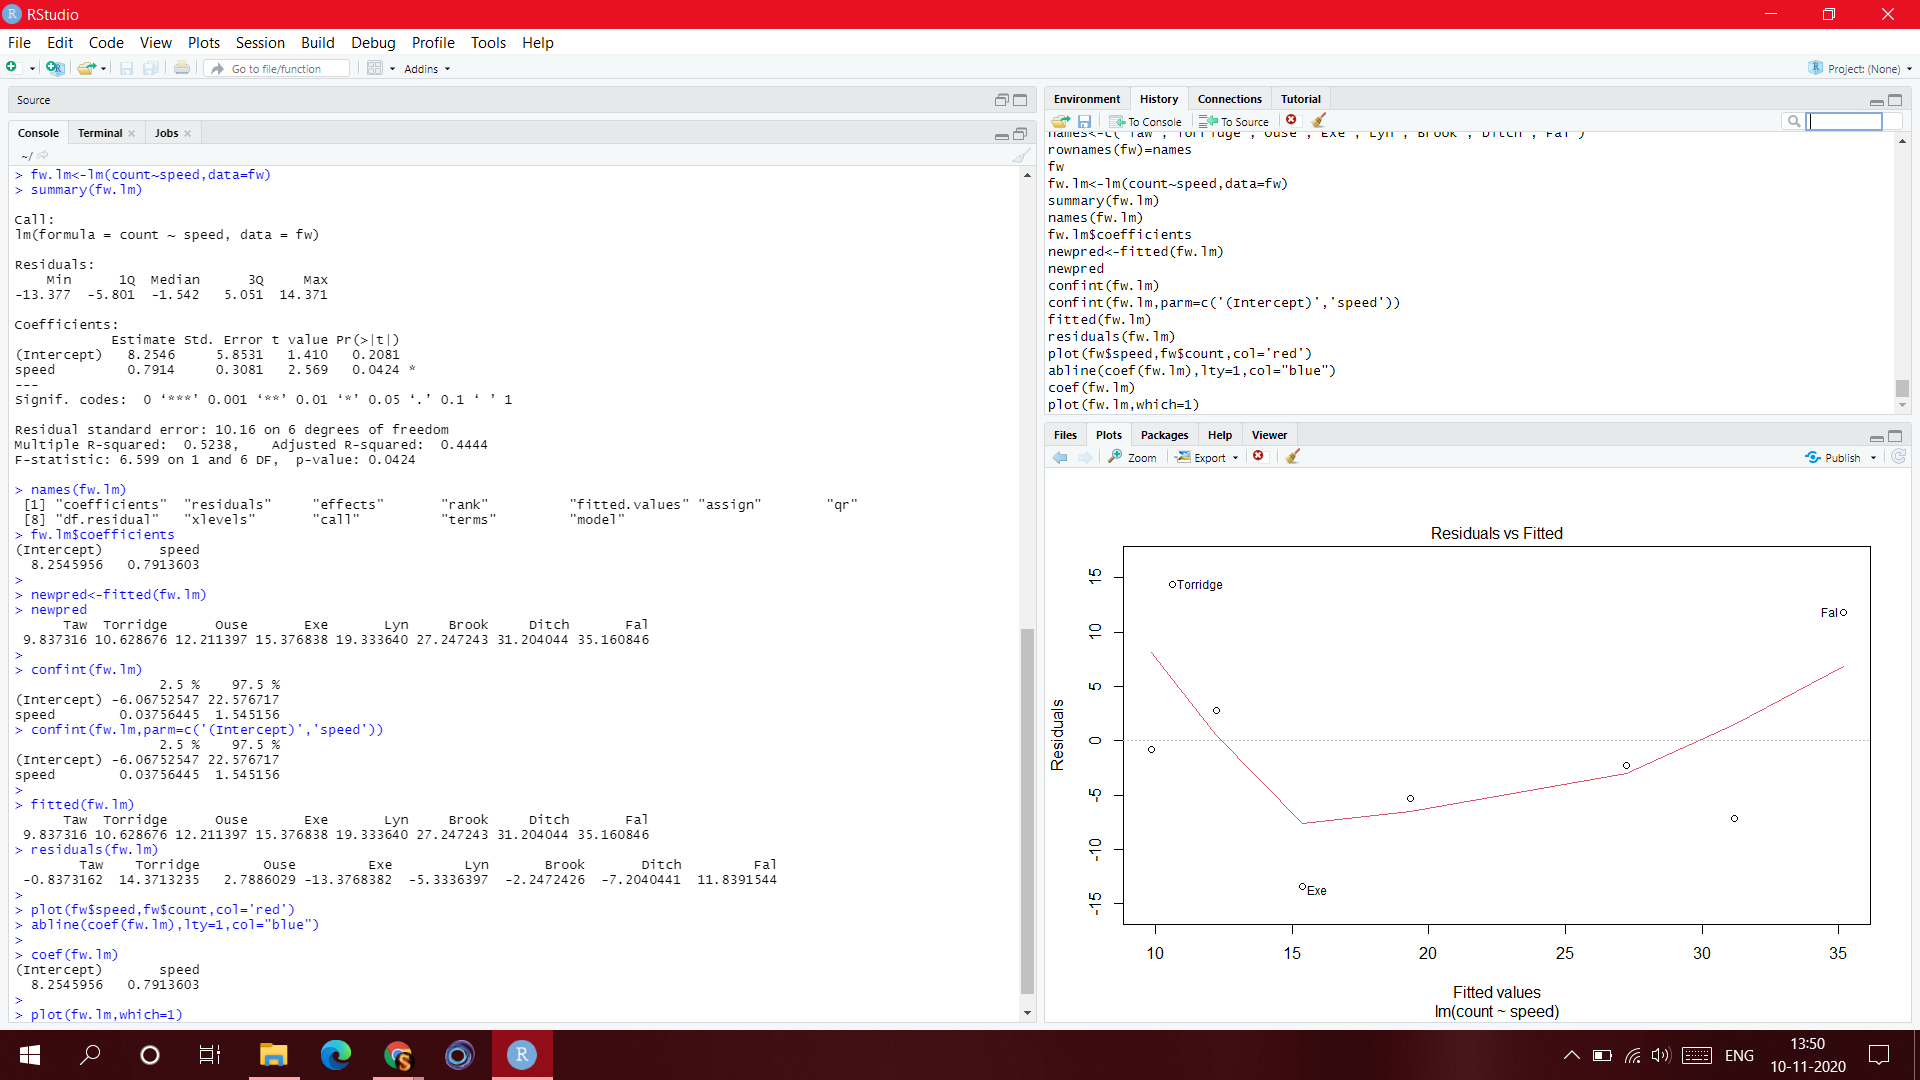 RStudio
File Edit Code View Plots Session Build Debug Profile Tools Help
Go to file/function Addins Project: (None)
Source
Console Terminal Jobs
~/
> fw.lm<-lm(count~speed,data=fw)
> summary(fw.lm)
Call:
lm(formula = count ~ speed, data = fw)
Residuals:
Min 1Q Median 3Q Max
-13.377 -5.801 -1.542 5.051 14.371
Coefficients:
Estimate Std. Error t value Pr(>|t|)
(Intercept) 8.2546 5.8531 1.410 0.2081
speed 0.7914 0.3081 2.569 0.0424 *
---
Signif. codes: 0 ‘***’ 0.001 ‘**’ 0.01 ‘*’ 0.05 ‘.’ 0.1 ‘ ’ 1
Residual standard error: 10.16 on 6 degrees of freedom
Multiple R-squared: 0.5238, Adjusted R-squared: 0.4444
F-statistic: 6.599 on 1 and 6 DF, p-value: 0.0424
> names(fw.lm)
[1] "coefficients" "residuals" "effects" "rank" "fitted.values" "assign" "qr"
[8] "df.residual" "xlevels" "call" "terms" "model"
> fw.lm$coefficients
(Intercept) speed
8.2545956 0.7913603
>
> newpred<-fitted(fw.lm)
> newpred
Taw Torridge Ouse Exe Lyn Brook Ditch Fal
9.837316 10.628676 12.211397 15.376838 19.333640 27.247243 31.204044 35.160846
>
> confint(fw.lm)
2.5 % 97.5 %
(Intercept) -6.06752547 22.576717
speed 0.03756445 1.545156
> confint(fw.lm,parm=c('(Intercept)','speed'))
2.5 % 97.5 %
(Intercept) -6.06752547 22.576717
speed 0.03756445 1.545156
>
> fitted(fw.lm)
Taw Torridge Ouse Exe Lyn Brook Ditch Fal
9.837316 10.628676 12.211397 15.376838 19.333640 27.247243 31.204044 35.160846
> residuals(fw.lm)
Taw Torridge Ouse Exe Lyn Brook Ditch Fal
-0.8373162 14.3713235 2.7886029 -13.3768382 -5.3336397 -2.2472426 -7.2040441 11.8391544
>
> plot(fw$speed,fw$count,col='red')
> abline(coef(fw.lm),lty=1,col="blue")
>
> coef(fw.lm)
(Intercept) speed
8.2545956 0.7913603
>
> plot(fw.lm,which=1)
Environment History Connections Tutorial
To Console To Source
names<-c("Taw","Torridge","Ouse","Exe","Lyn","Brook","Ditch","Fal")
rownames(fw)=names
fw
fw.lm<-lm(count~speed,data=fw)
summary(fw.lm)
names(fw.lm)
fw.lm$coefficients
newpred<-fitted(fw.lm)
newpred
confint(fw.lm)
confint(fw.lm,parm=c('(Intercept)','speed'))
fitted(fw.lm)
residuals(fw.lm)
plot(fw$speed,fw$count,col='red')
abline(coef(fw.lm),lty=1,col="blue")
coef(fw.lm)
plot(fw.lm,which=1)
Files Plots Packages Help Viewer
Zoom Export Publish
Residuals vs Fitted
Torridge
Fal
Exe
Residuals
15
10
5
0
-5
-10
-15
10 15 20 25 30 35
Fitted values
lm(count ~ speed)
ENG
13:50
10-11-2020